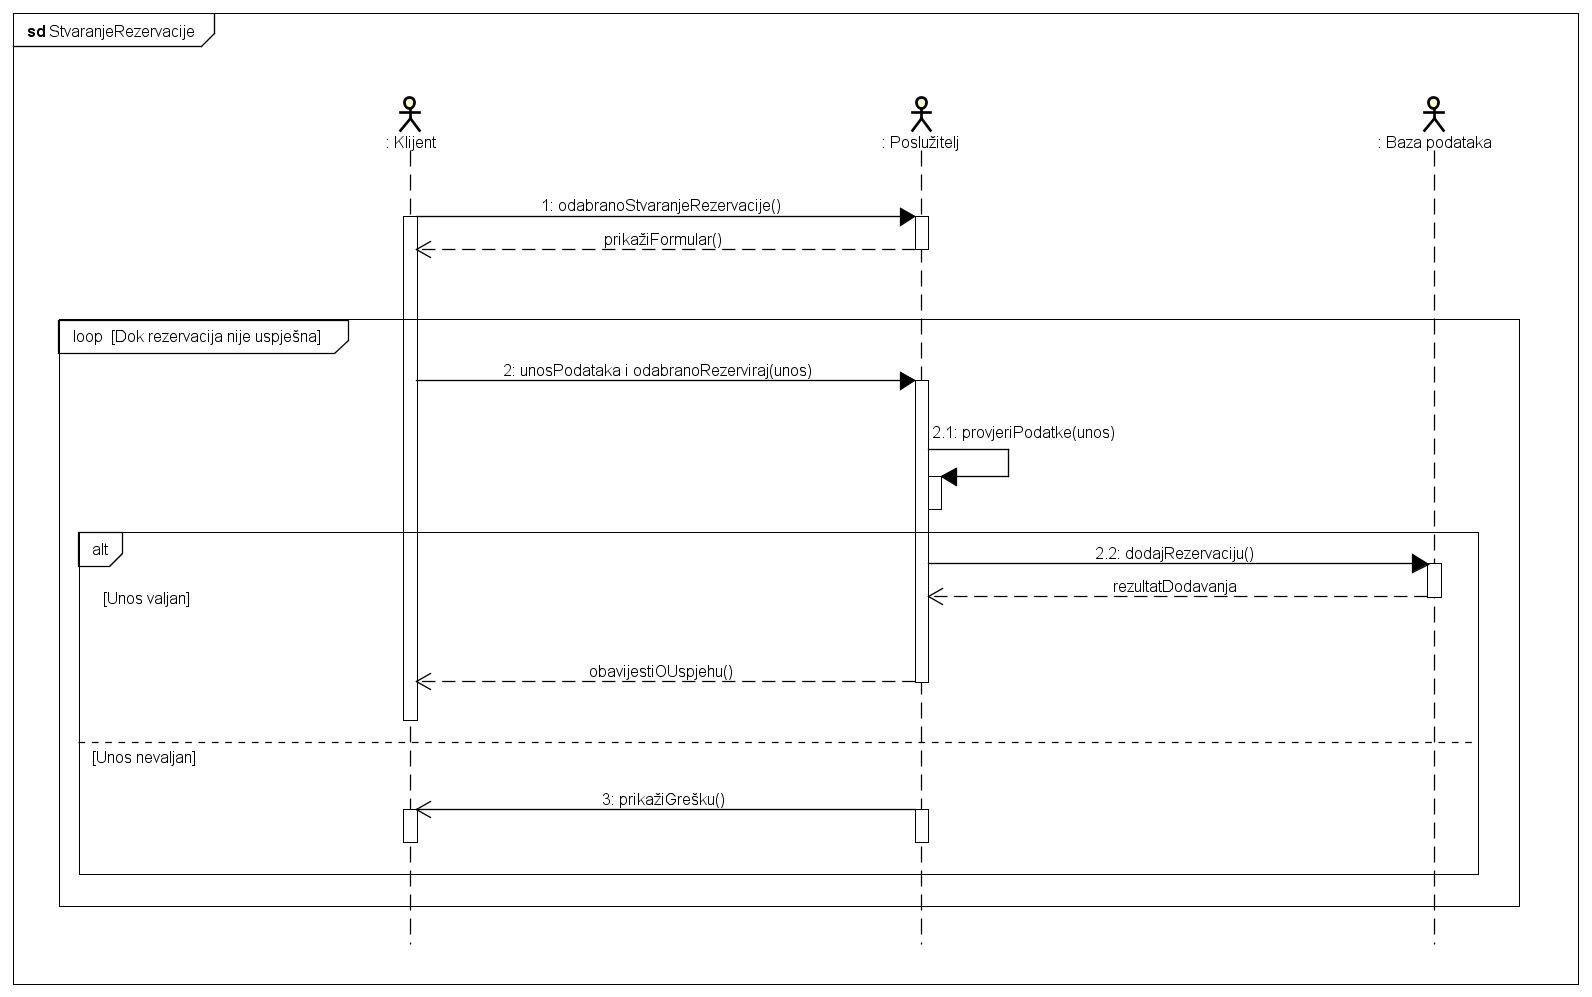 sd StvaranjeRezervacije
: Klijent
: Poslužitelj
: Baza podataka
1: odabranoStvaranjeRezervacije()
prikažiFormular()
loop [Dok rezervacija nije uspješna]
2: unosPodataka i odabranoRezerviraj(unos)
2.1: provjeriPodatke(unos)
alt
2.2: dodajRezervaciju()
rezultatDodavanja
[Unos valjan]
obavijestiOUspjehu()
[Unos nevaljan]
3: prikažiGrešku()